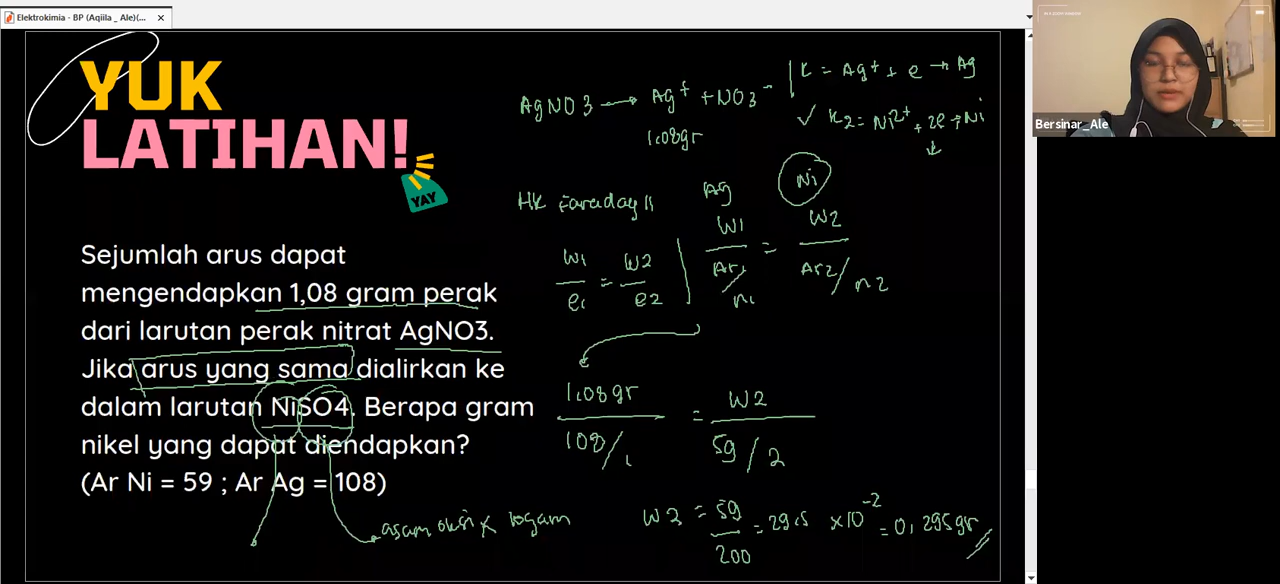 Elektrokimia - BP (Aqiila _ Ale)(...
YUK
LATIHAN!
YAY
Sejumlah arus dapat
mengendapkan 1,08 gram perak
dari larutan perak nitrat AgNO3.
Jika arus yang sama dialirkan ke
dalam larutan NiSO4. Berapa gram
nikel yang dapat diendapkan?
(Ar Ni = 59 ; Ar Ag = 108)
asam oksi x logam
AgNO3 → Ag+ + NO3-
1,08gr
K = Ag+ + e → Ag
✓ K2 = Ni2+ + 2e → Ni
HK Faraday II
W1/e1 = W2/e2
Ag Ni
W1/Ar1/n1 = W2/Ar2/n2
1,08gr/108/1 = W2/59/2
W2 = 59/200 = 29,5 x10-2 = 0,295gr
Bersinar_Ale